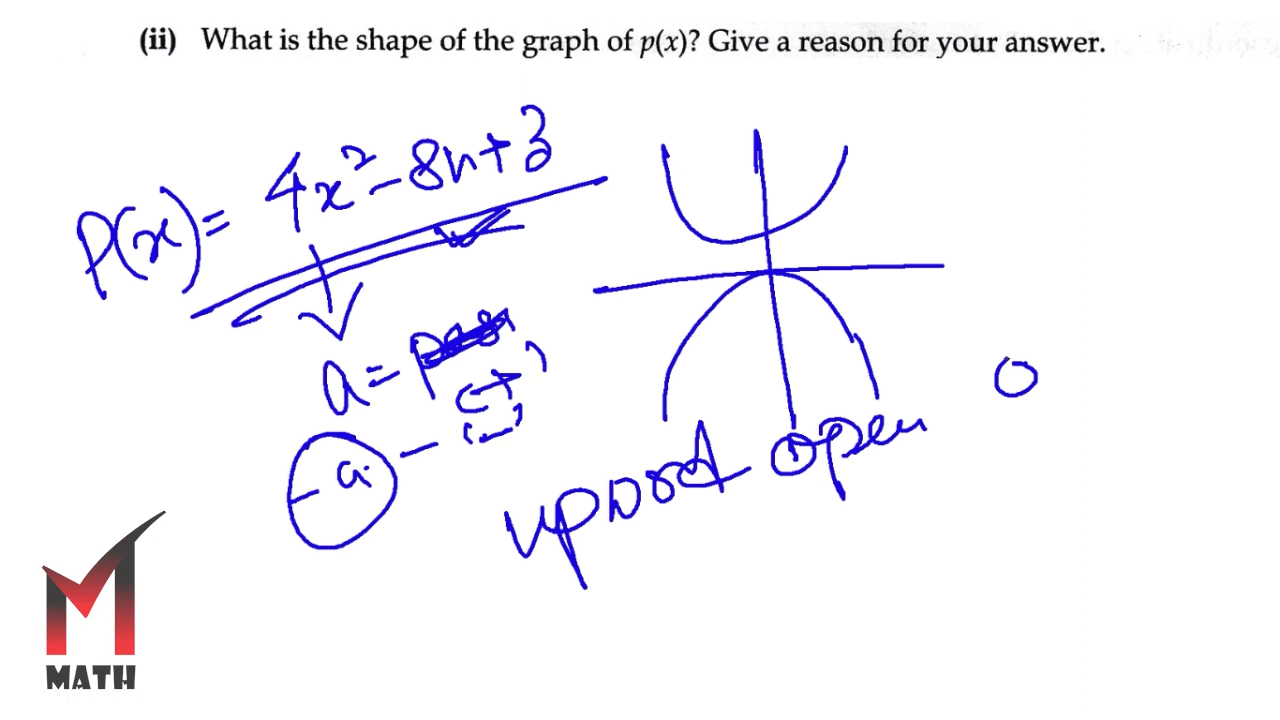 (ii) What is the shape of the graph of p(x)? Give a reason for your answer.
P(x) = 4x² - 8x + 3
a =
(+)
- a - (-)
upword open
O
MATH